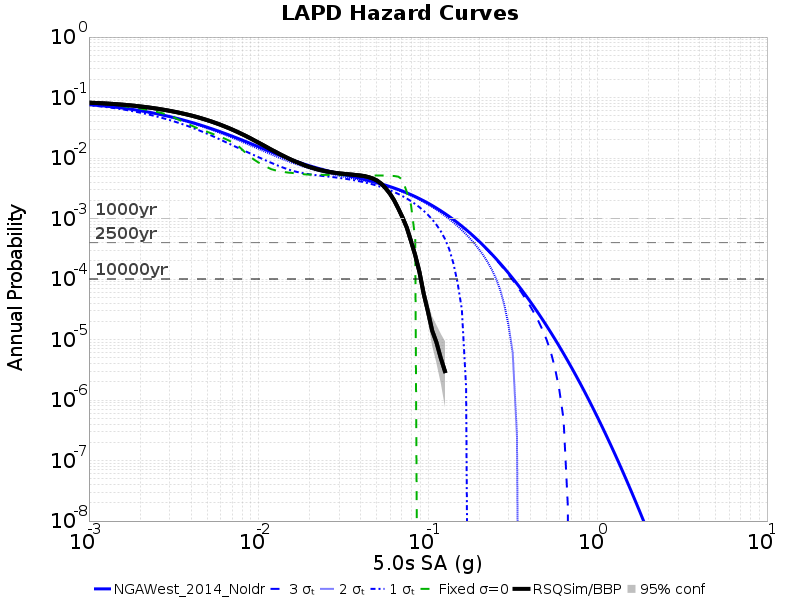 LAPD Hazard Curves
Annual Probability
10^0
10^-1
10^-2
10^-3
10^-4
10^-5
10^-6
10^-7
10^-8
1000yr
2500yr
10000yr
10^-3 10^-2 10^-1 10^0 10^1
5.0s SA (g)
NGAWest_2014_NoIdr 3 σₜ 2 σₜ 1 σₜ Fixed σ=0 RSQSim/BBP 95% conf